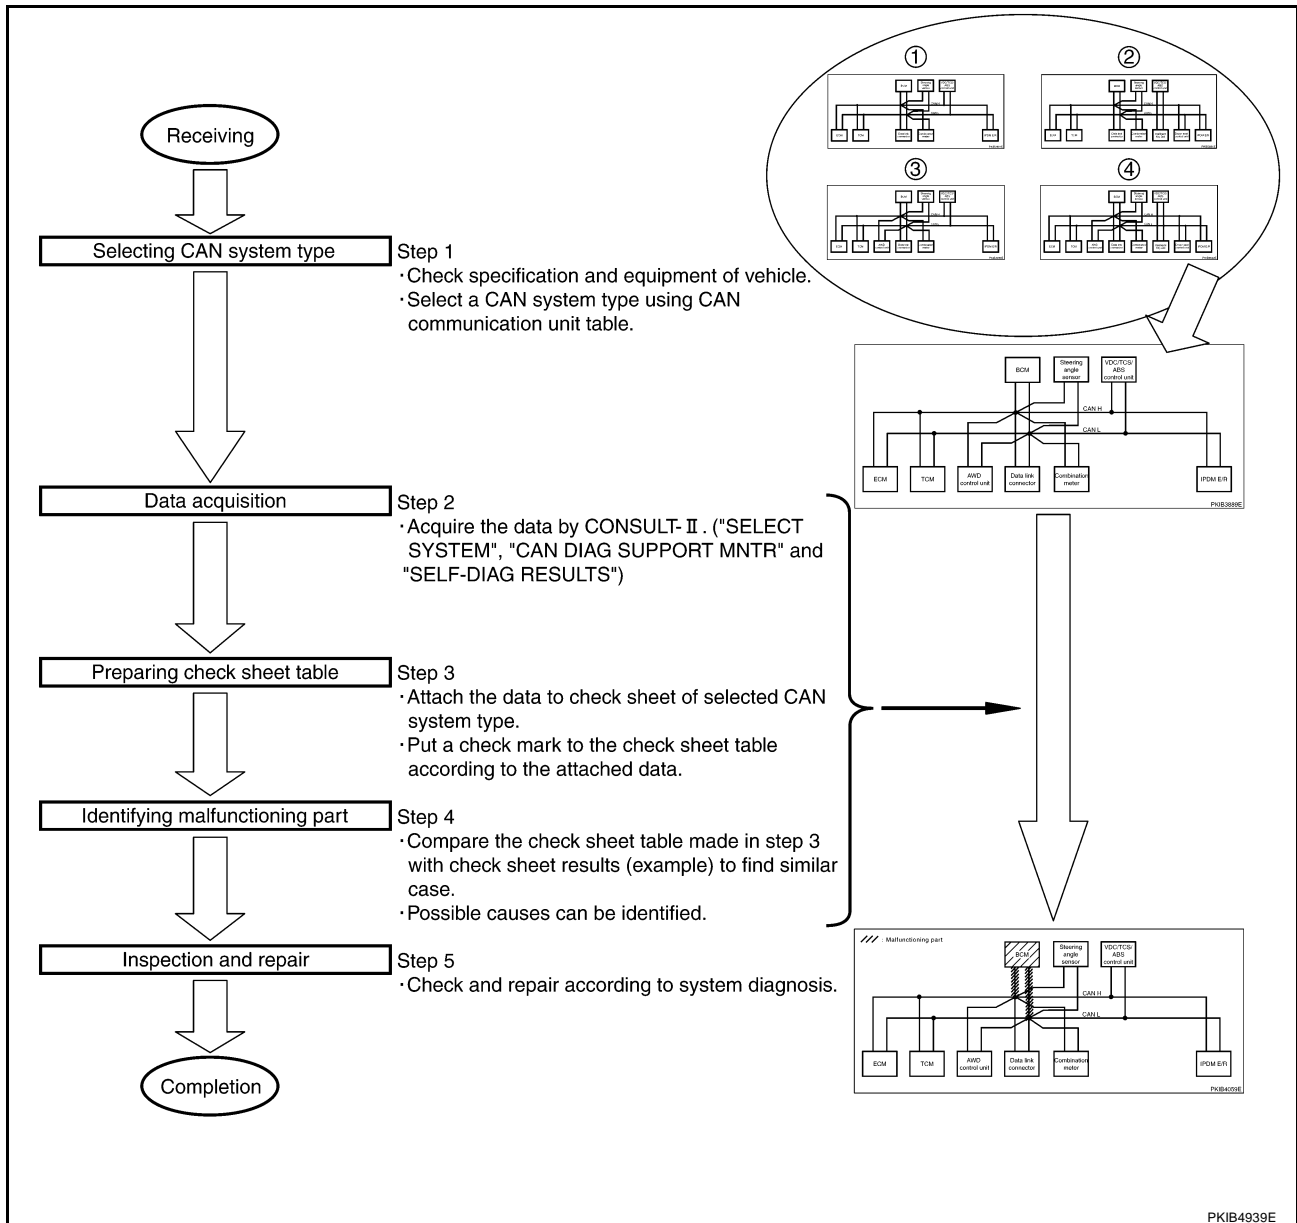 Receiving
Selecting CAN system type
Step 1
·Check specification and equipment of vehicle.
·Select a CAN system type using CAN
communication unit table.
Data acquisition
Step 2
·Acquire the data by CONSULT-Ⅱ. ("SELECT
SYSTEM", "CAN DIAG SUPPORT MNTR" and
"SELF-DIAG RESULTS")
Preparing check sheet table
Step 3
·Attach the data to check sheet of selected CAN
system type.
·Put a check mark to the check sheet table
according to the attached data.
Identifying malfunctioning part
Step 4
·Compare the check sheet table made in step 3
with check sheet results (example) to find similar
case.
·Possible causes can be identified.
Inspection and repair
Step 5
·Check and repair according to system diagnosis.
Completion
①
②
③
④
BCM
Steering
angle
sensor
VDC/TCS/
ABS
control unit
CAN H
CAN L
ECM
TCM
AWD
control unit
Data link
connector
Combination
meter
IPDM E/R
PKIB3889E
: Malfunctioning part
BCM
Steering
angle
sensor
VDC/TCS/
ABS
control unit
CAN H
CAN L
ECM
TCM
AWD
control unit
Data link
connector
Combination
meter
IPDM E/R
PKIB4059E
PKIB4939E